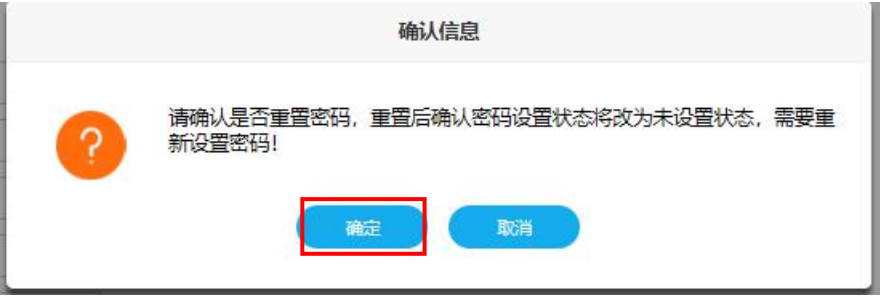 确认信息
请确认是否重置密码，重置后确认密码设置状态将改为未设置状态，需要重
新设置密码！
?
确定
取消